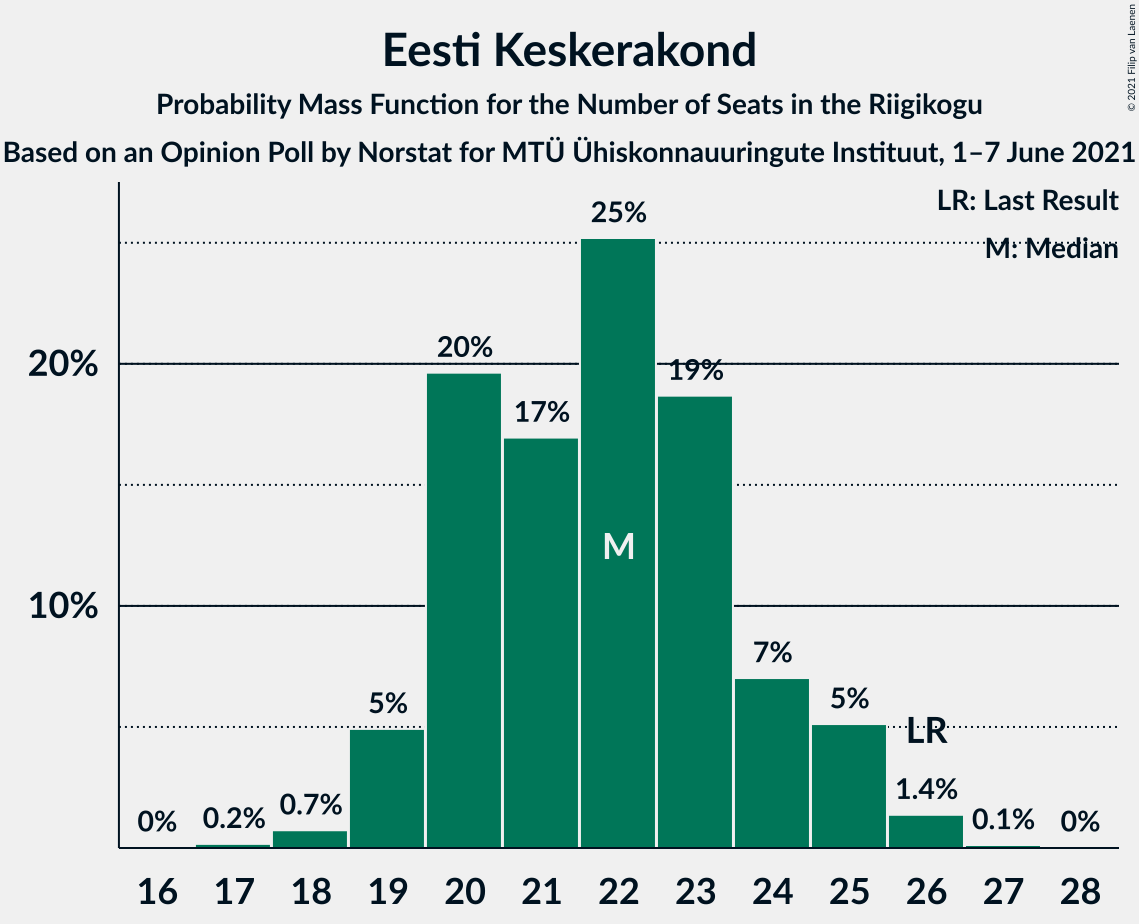 Eesti Keskerakond
Probability Mass Function for the Number of Seats in the Riigikogu
Based on an Opinion Poll by Norstat for MTÜ Ühiskonnauuringute Instituut, 1–7 June 2021
© 2021 Filip van Laenen
LR: Last Result
M: Median
25%
20%
20%
19%
17%
M
10%
7%
5%
5%
LR
1.4%
0.7%
0.2%
0.1%
0%
0%
16 17 18 19 20 21 22 23 24 25 26 27 28